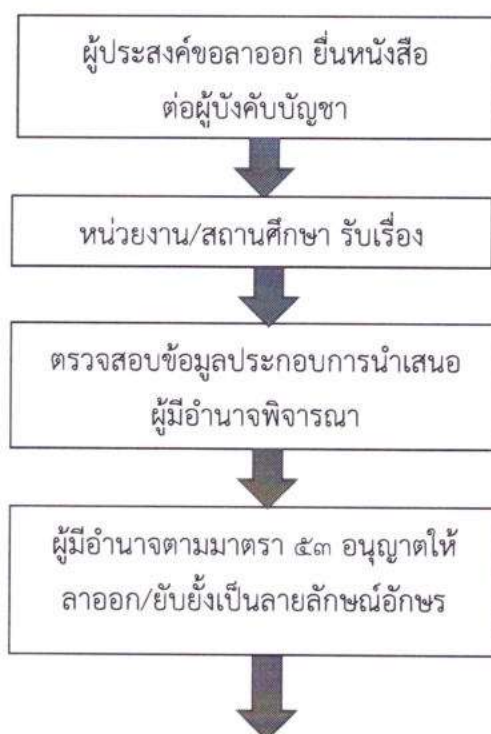 ผู้ประสงค์ขอลาออก ยื่นหนังสือ
ต่อผู้บังคับบัญชา
หน่วยงาน/สถานศึกษา รับเรื่อง
ตรวจสอบข้อมูลประกอบการนำเสนอ
ผู้มีอำนาจพิจารณา
ผู้มีอำนาจตามมาตรา ๕๓ อนุญาตให้
ลาออก/ยับยั้งเป็นลายลักษณ์อักษร